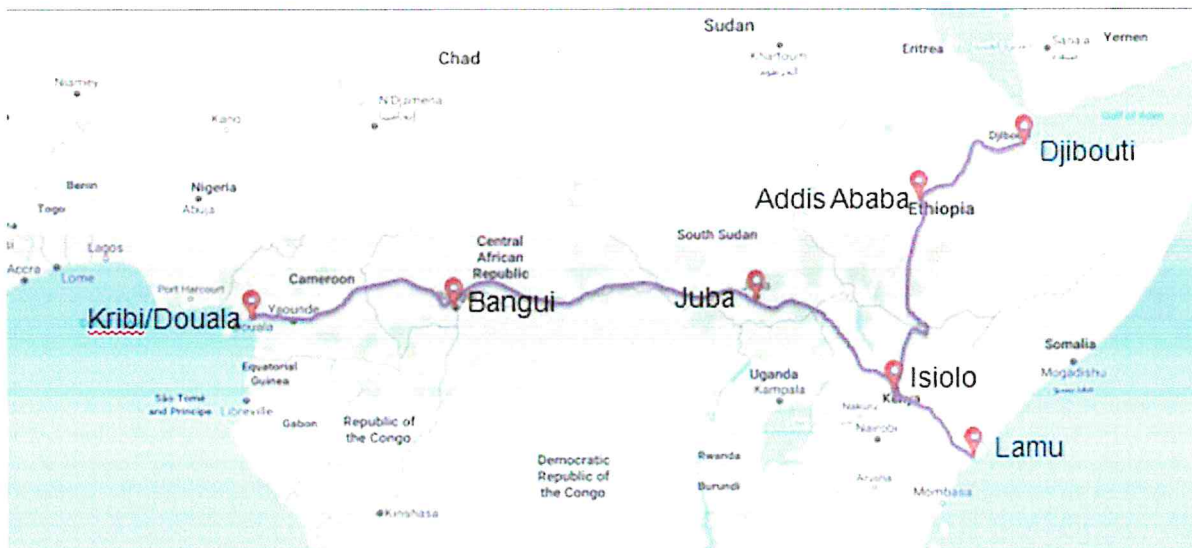 Sudan
Chad
Khartoum
Eritrea
Sana'a
Yemen
Niamey
N'Djamena
Kano
Djibouti
Gulf of Aden
Djibouti
Benin
Nigeria
Abuja
Addis Ababa
Ethiopia
Togo
Lagos
Accra
Lome
South Sudan
Central
African
Republic
Port Harcourt
Cameroon
Bangui
Juba
Kribi/Douala
Yaounde
Somalia
Mogadishu
Equatorial
Guinea
Uganda
Kampala
Isiolo
Kenya
São Tomé
and Príncipe
Libreville
Gabon
Republic of
the Congo
Nakuru
Nairobi
Lamu
Democratic
Republic of
the Congo
Rwanda
Burundi
Arusha
Mombasa
Kinshasa